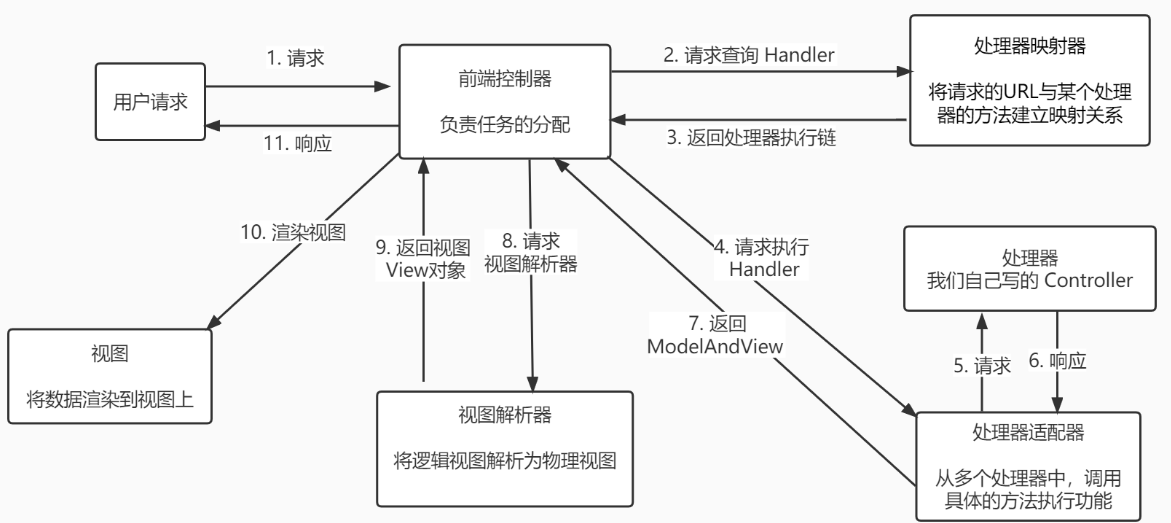 1. 请求
用户请求
11. 响应
前端控制器
负责任务的分配
2. 请求查询 Handler
3. 返回处理器执行链
处理器映射器
将请求的URL与某个处理
器的方法建立映射关系
10. 渲染视图
9. 返回视图
View对象
8. 请求
视图解析器
4. 请求执行
Handler
7. 返回
ModelAndView
处理器
我们自己写的 Controller
5. 请求
6. 响应
视图
将数据渲染到视图上
视图解析器
将逻辑视图解析为物理视图
处理器适配器
从多个处理器中，调用
具体的方法执行功能